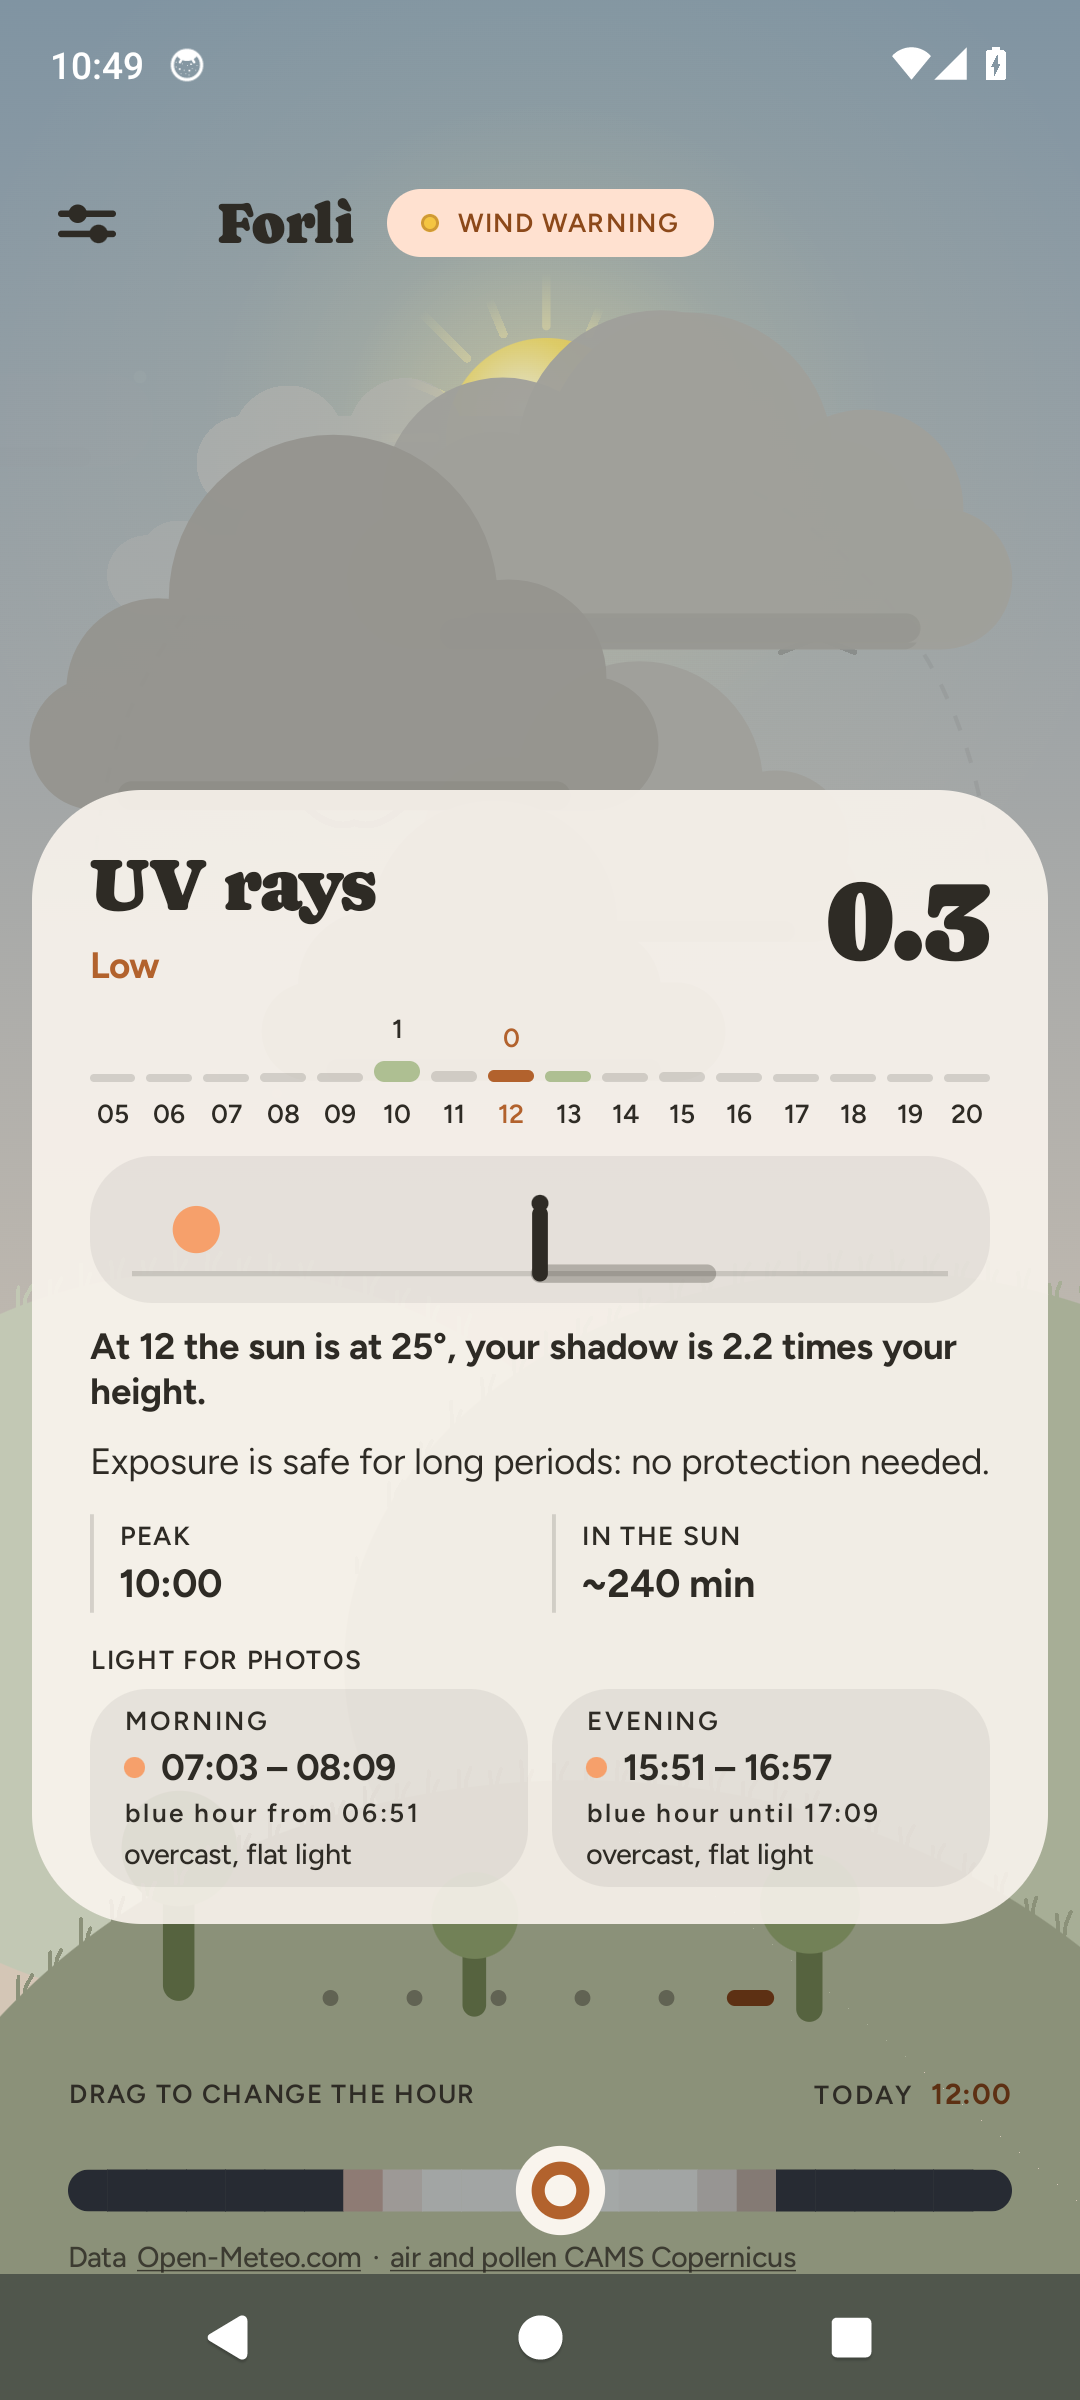 10:49
Forlì
WIND WARNING
UV rays
0.3
Low
1
0
05 06 07 08 09 10 11 12 13 14 15 16 17 18 19 20
At 12 the sun is at 25°, your shadow is 2.2 times your
height.
Exposure is safe for long periods: no protection needed.
PEAK
10:00
IN THE SUN
~240 min
LIGHT FOR PHOTOS
MORNING
07:03 – 08:09
blue hour from 06:51
overcast, flat light
EVENING
15:51 – 16:57
blue hour until 17:09
overcast, flat light
DRAG TO CHANGE THE HOUR
TODAY 12:00
Data Open-Meteo.com · air and pollen CAMS Copernicus